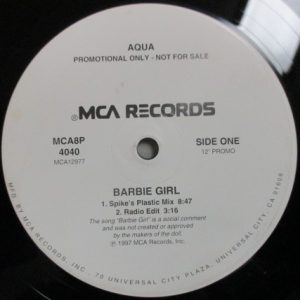 AQUA
PROMOTIONAL ONLY - NOT FOR SALE
®MCA RECORDS
MCA8P
4040
MCA12977
SIDE ONE
12" PROMO
BARBIE GIRL
1. Spike's Plastic Mix 8:47
2. Radio Edit 3:16
The song "Barbie Girl" is a social comment
and was not created or approved
by the makers of the doll.
℗ 1997 MCA Records, Inc.
MFG. BY MCA RECORDS, INC., 70 UNIVERSAL CITY PLAZA, UNIVERSAL CITY, CA 91608